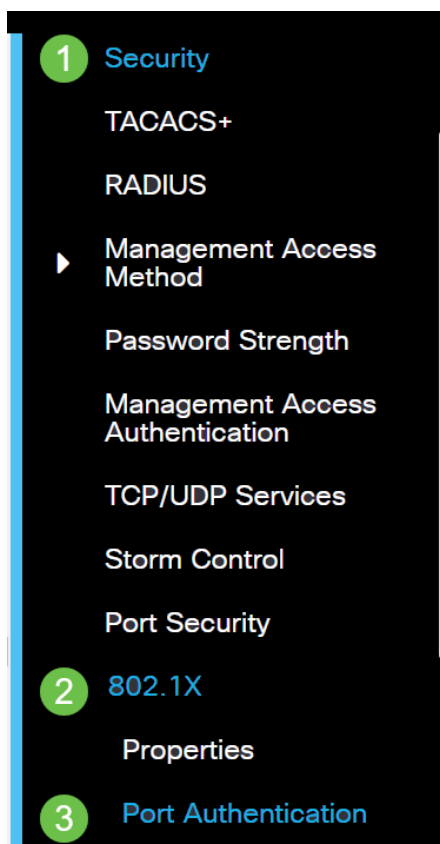 1 Security
TACACS+
RADIUS
Management Access
Method
Password Strength
Management Access
Authentication
TCP/UDP Services
Storm Control
Port Security
2 802.1X
Properties
3 Port Authentication